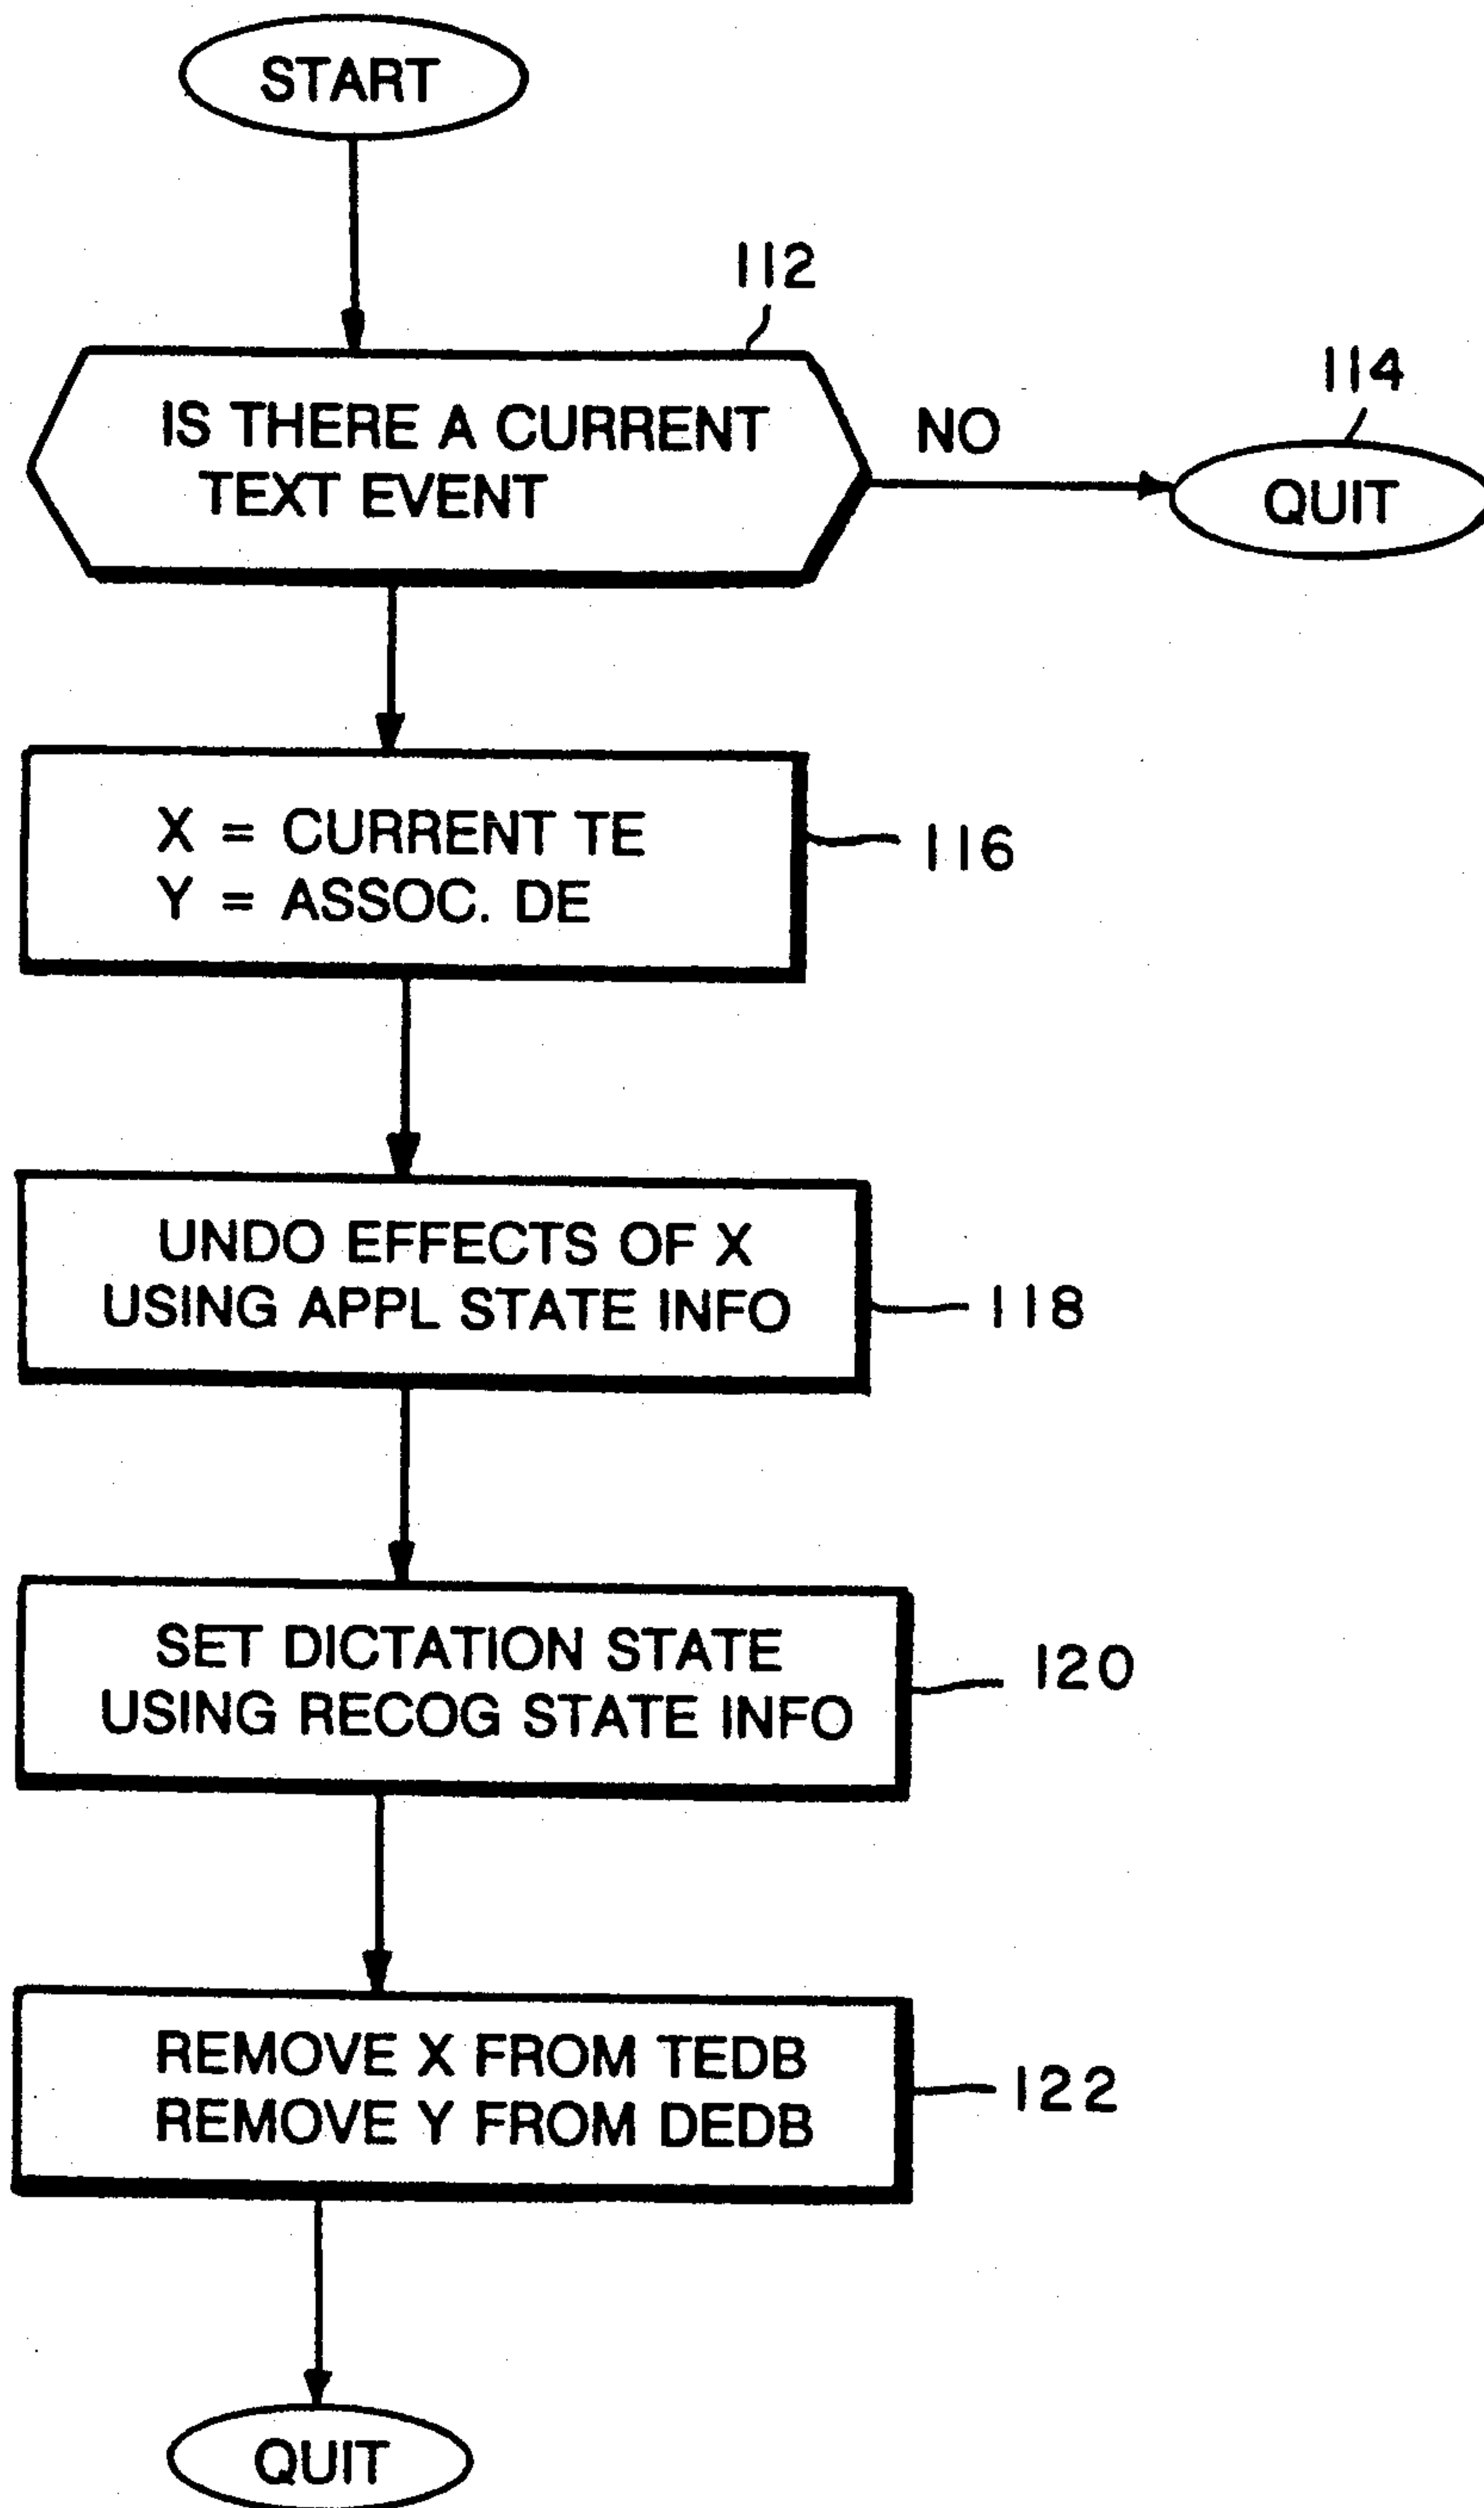 START
112
IS THERE A CURRENT
TEXT EVENT
NO
114
QUIT
X = CURRENT TE
Y = ASSOC. DE
116
UNDO EFFECTS OF X
USING APPL STATE INFO
118
SET DICTATION STATE
USING RECOG STATE INFO
120
REMOVE X FROM TEDB
REMOVE Y FROM DEDB
122
QUIT